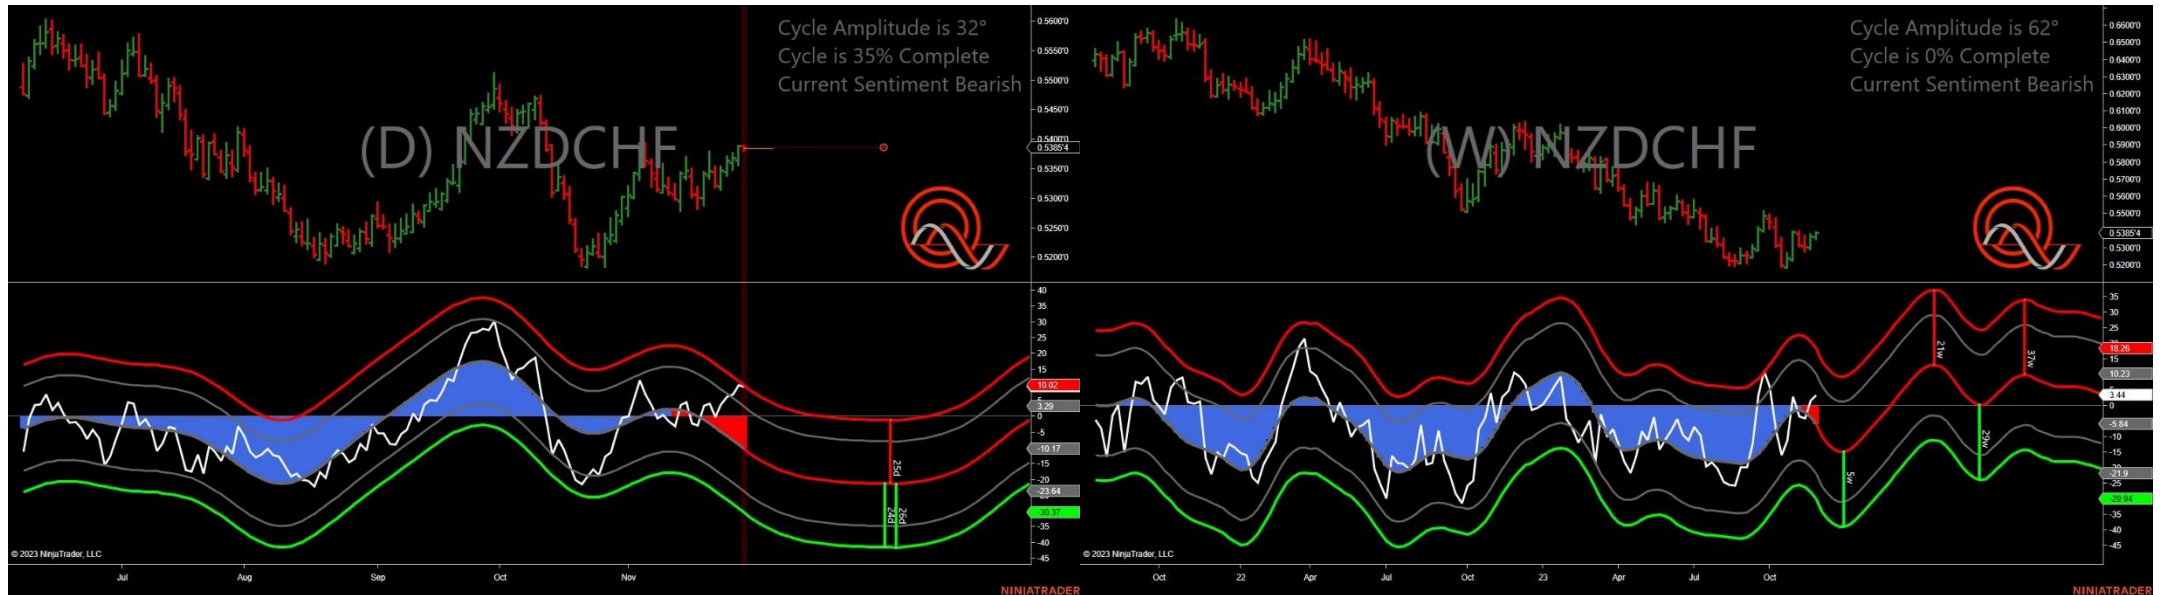 Cycle Amplitude is 32°
Cycle is 35% Complete
Current Sentiment Bearish
(D) NZDCHF
0.5600'0
0.5550'0
0.5500'0
0.5450'0
0.5400'0
0.5385'4
0.5350'0
0.5300'0
0.5250'0
0.5200'0
40
35
30
25
20
15
10.02
5
3.29
0
-5
-10.17
-15
-20
-23.64
-30.37
-35
-40
-45
25d
24d
26d
© 2023 NinjaTrader, LLC
Jul
Aug
Sep
Oct
Nov
NINJATRADER
Cycle Amplitude is 62°
Cycle is 0% Complete
Current Sentiment Bearish
(W) NZDCHF
0.6600'0
0.6500'0
0.6400'0
0.6300'0
0.6200'0
0.6100'0
0.6000'0
0.5900'0
0.5800'0
0.5700'0
0.5600'0
0.5500'0
0.5385'4
0.5300'0
0.5200'0
35
30
25
18.26
15
10.23
3.44
0
-5.84
-10
-15
-21.9
-25
-29.94
-35
-40
-45
21w
37w
5w
29w
© 2023 NinjaTrader, LLC
Oct
22
Apr
Jul
Oct
23
Apr
Jul
Oct
NINJATRADER